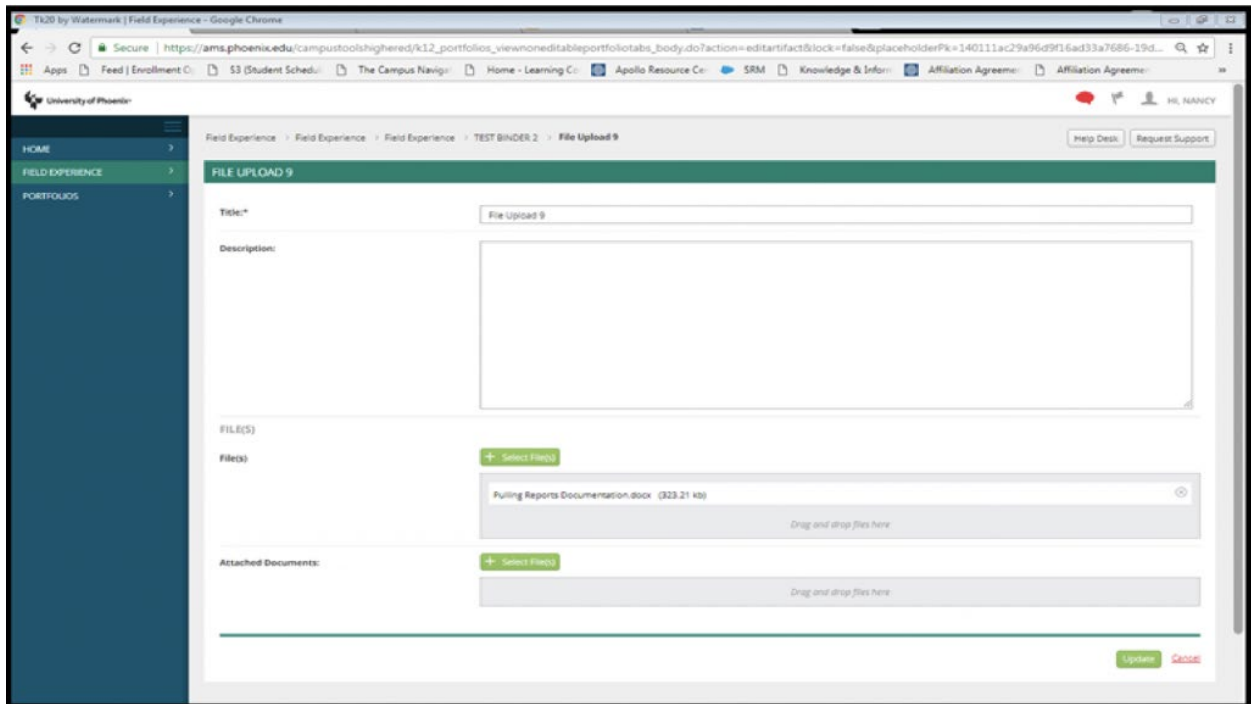 Tk20 by Watermark | Field Experience - Google Chrome
Secure | https://ams.phoenix.edu/campustoolshighered/k12_portfolios_viewnoneditableportfoliotabs_body.do?action=editartifact&lock=false&placeholderPk=140111ac29a96d9f16ad33a7686-19d...
Apps Feed | Enrollment O S3 (Student Schedul The Campus Naviga Home - Learning Co Apollo Resource Ce SRM Knowledge & Inform Affiliation Agreeme Affiliation Agreeme »
University of Phoenix HI, NANCY
Field Experience > Field Experience > Field Experience > TEST BINDER 2 > File Upload 9 Help Desk Request Support
HOME
FIELD EXPERIENCE
PORTFOLIOS
FILE UPLOAD 9
Title:* File Upload 9
Description:
FILE(S)
File(s) + Select File(s)
Pulling Reports Documentation.docx (323.21 kb)
Drag and drop files here
Attached Documents: + Select File(s)
Drag and drop files here
Update Cancel